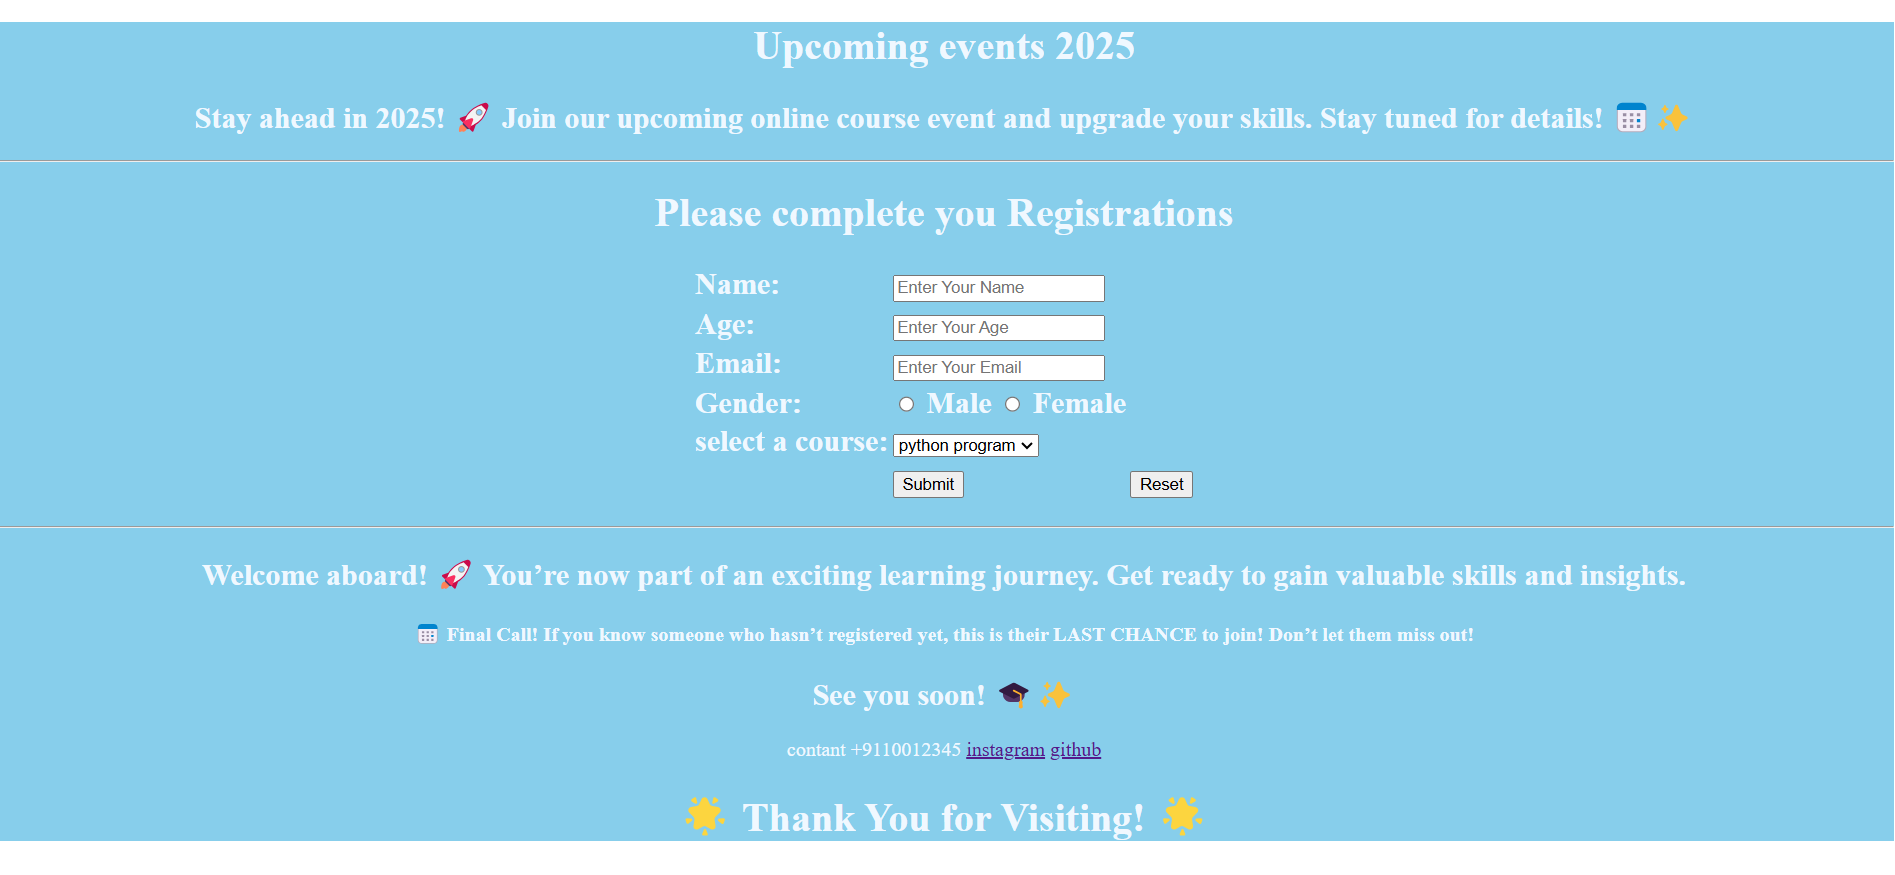 Upcoming events 2025
Stay ahead in 2025! 🚀 Join our upcoming online course event and upgrade your skills. Stay tuned for details! 📅 ✨
Please complete you Registrations
Name: Enter Your Name
Age: Enter Your Age
Email: Enter Your Email
Gender: Male Female
select a course: python program
Submit Reset
Welcome aboard! 🚀 You’re now part of an exciting learning journey. Get ready to gain valuable skills and insights.
📅 Final Call! If you know someone who hasn’t registered yet, this is their LAST CHANCE to join! Don’t let them miss out!
See you soon! 🎓 ✨
contant +9110012345 instagram github
🌟 Thank You for Visiting! 🌟